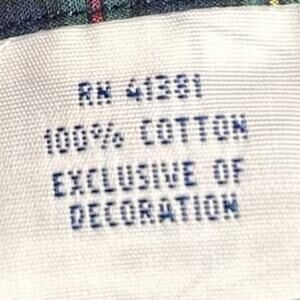 RN 41381
100% COTTON
EXCLUSIVE OF
DECORATION